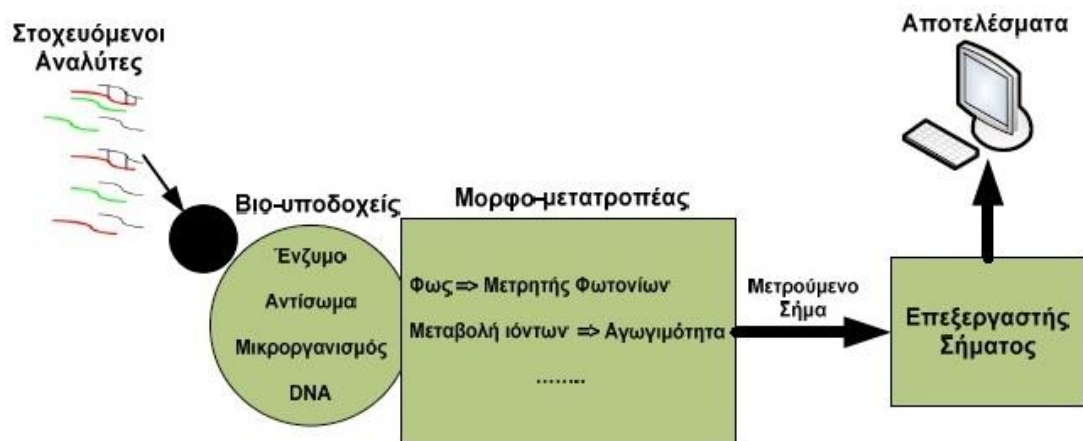 Στοχευόμενοι
Αναλύτες
Βιο-υποδοχείς
Ένζυμο
Αντίσωμα
Μικροργανισμός
DNA
Μορφο-μετατροπέας
Φως => Μετρητής Φωτονίων
Μεταβολή ιόντων => Αγωγιμότητα
........
Μετρούμενο
Σήμα
Επεξεργαστής
Σήματος
Αποτελέσματα